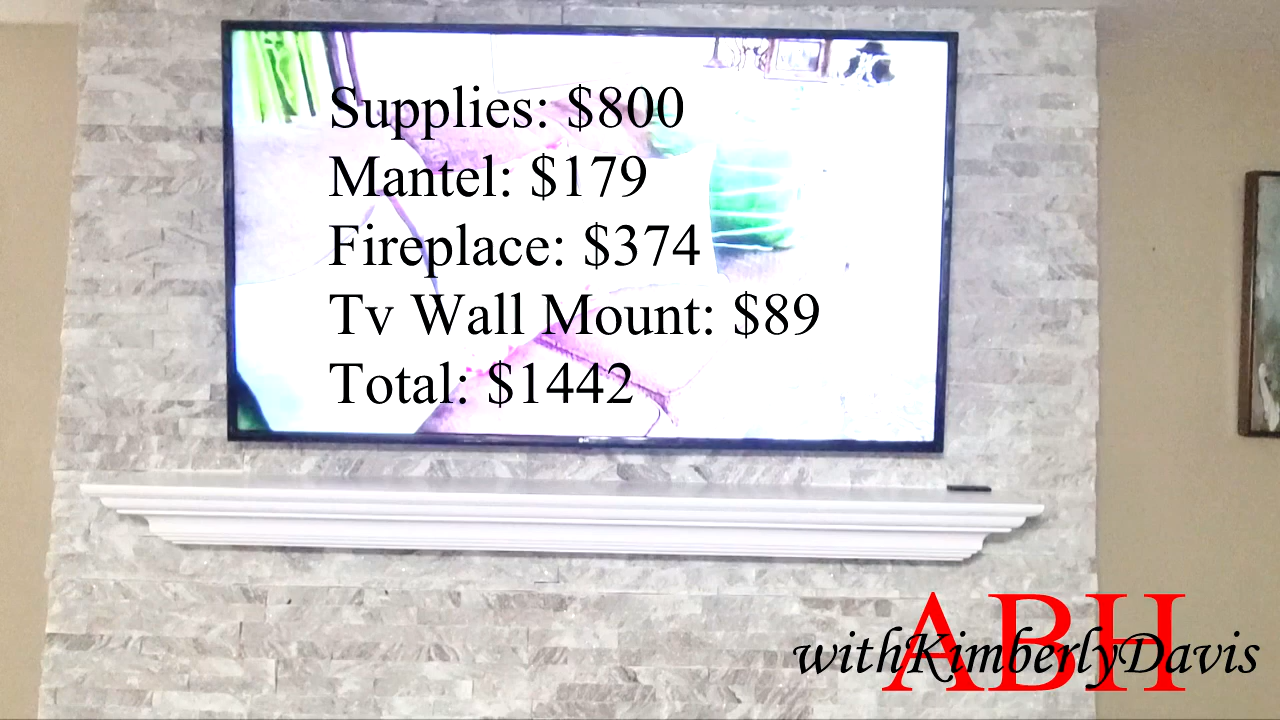 Supplies: $800
Mantel: $179
Fireplace: $374
Tv Wall Mount: $89
Total: $1442
ABH
withKimberlyDavis